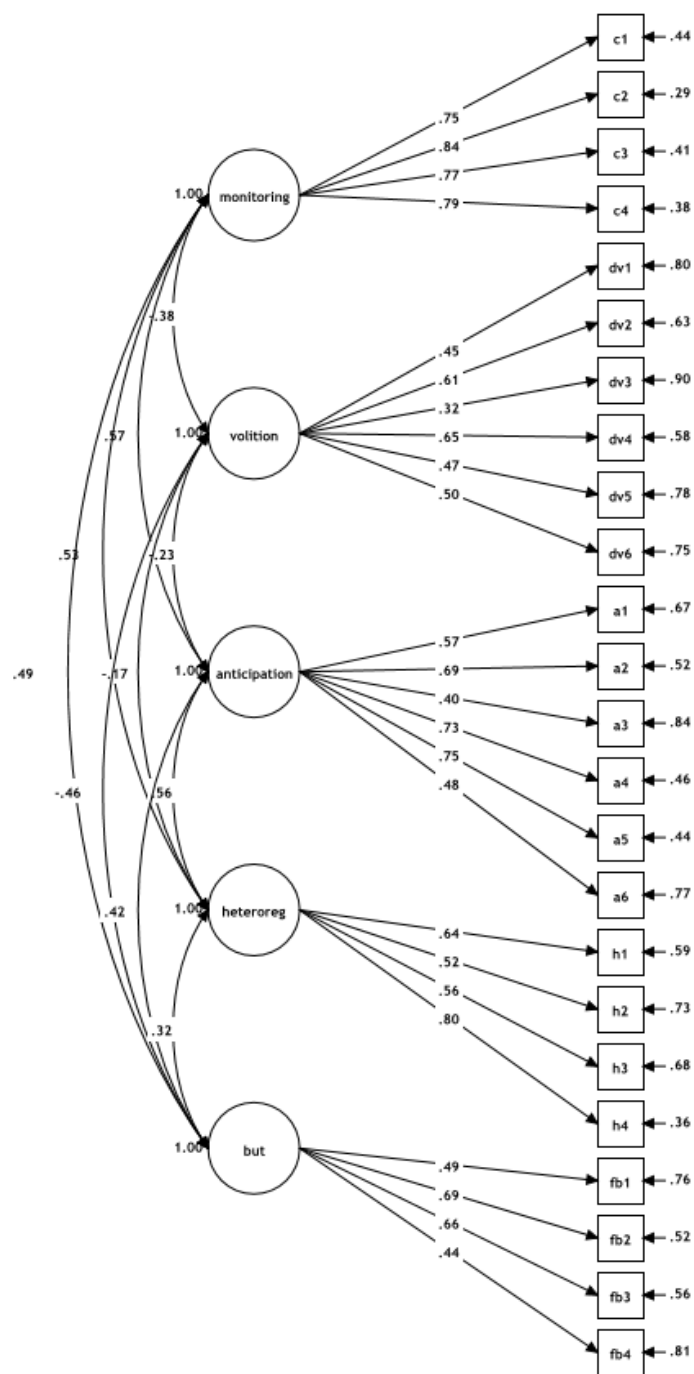 c1
.44
c2
.29
.75
.84
c3
.41
.77
1.00
monitoring
.79
c4
.38
dv1
.80
-.38
dv2
.63
.45
.61
dv3
.90
.32
.57
1.00
volition
.65
dv4
.58
.47
dv5
.78
.50
.53
-.23
dv6
.75
a1
.67
.57
.49
-.17
1.00
anticipation
.69
a2
.52
.40
a3
.84
.73
.75
a4
.46
.48
-.46
.56
a5
.44
a6
.77
.42
1.00
heteroreg
.64
h1
.59
.52
.56
h2
.73
.80
.32
h3
.68
h4
.36
1.00
but
.49
fb1
.76
.69
.66
fb2
.52
.44
fb3
.56
fb4
.81